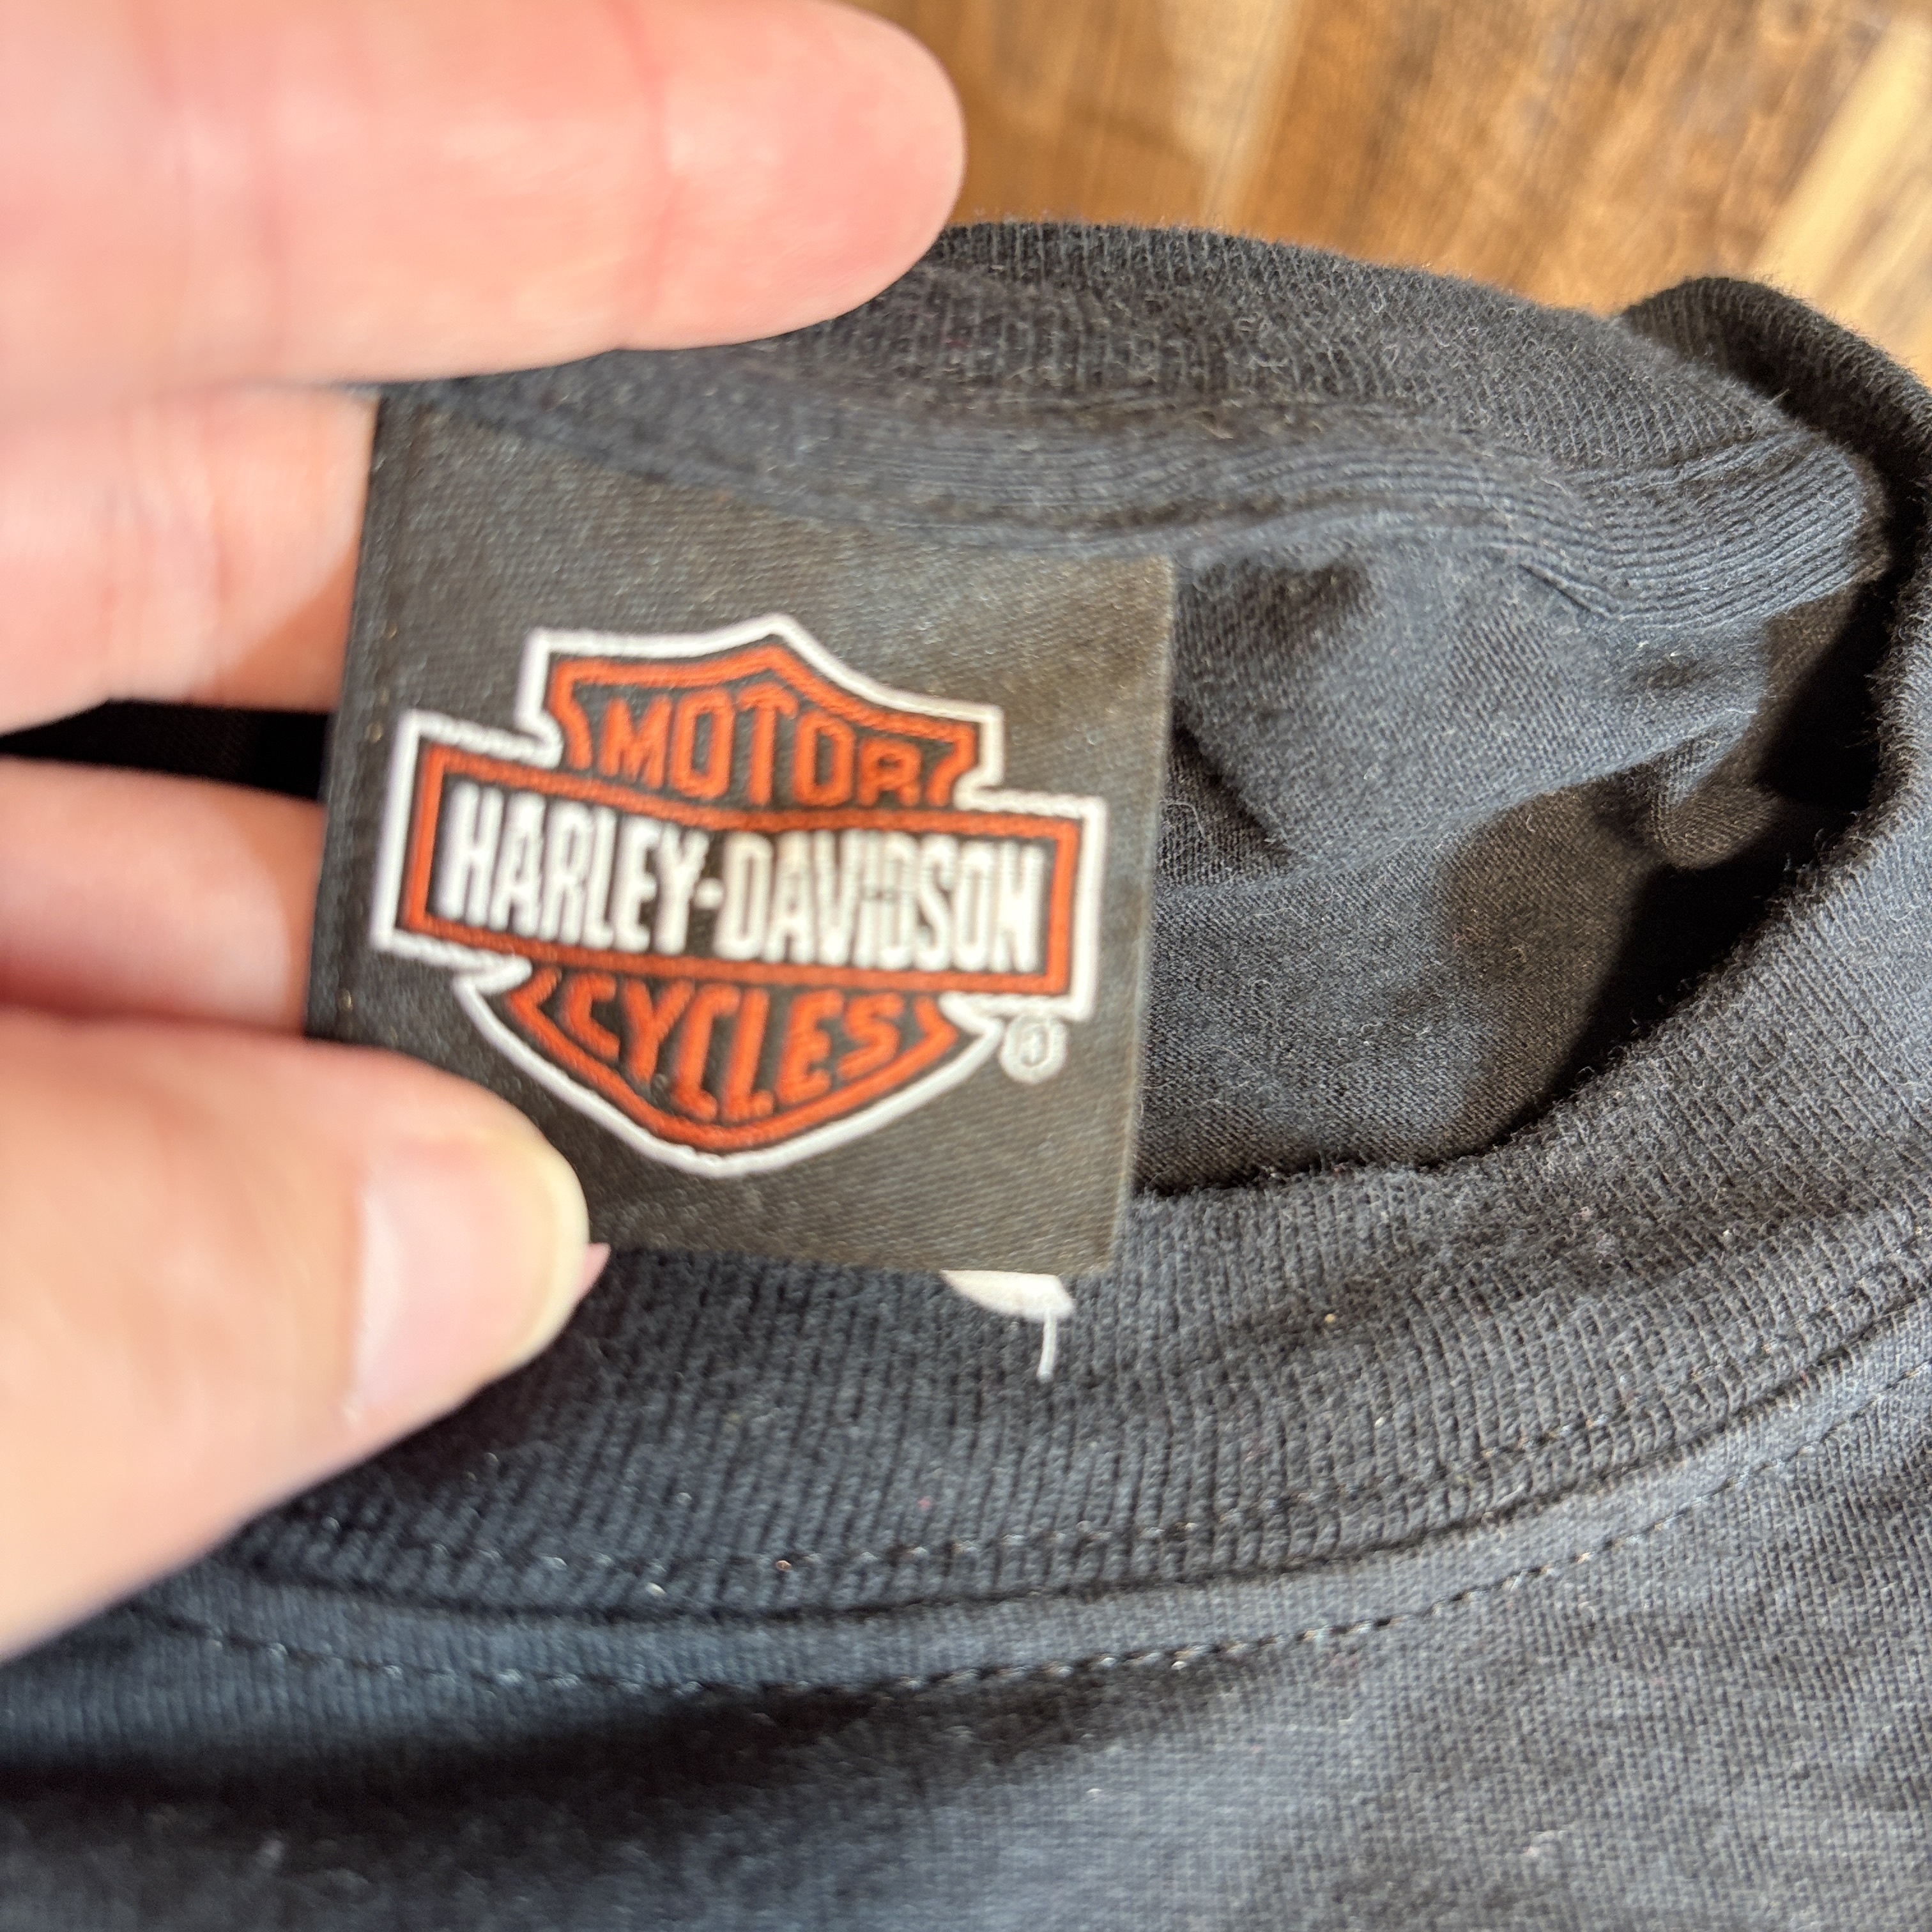 MOTOR
HARLEY-DAVIDSON
CYCLES
®